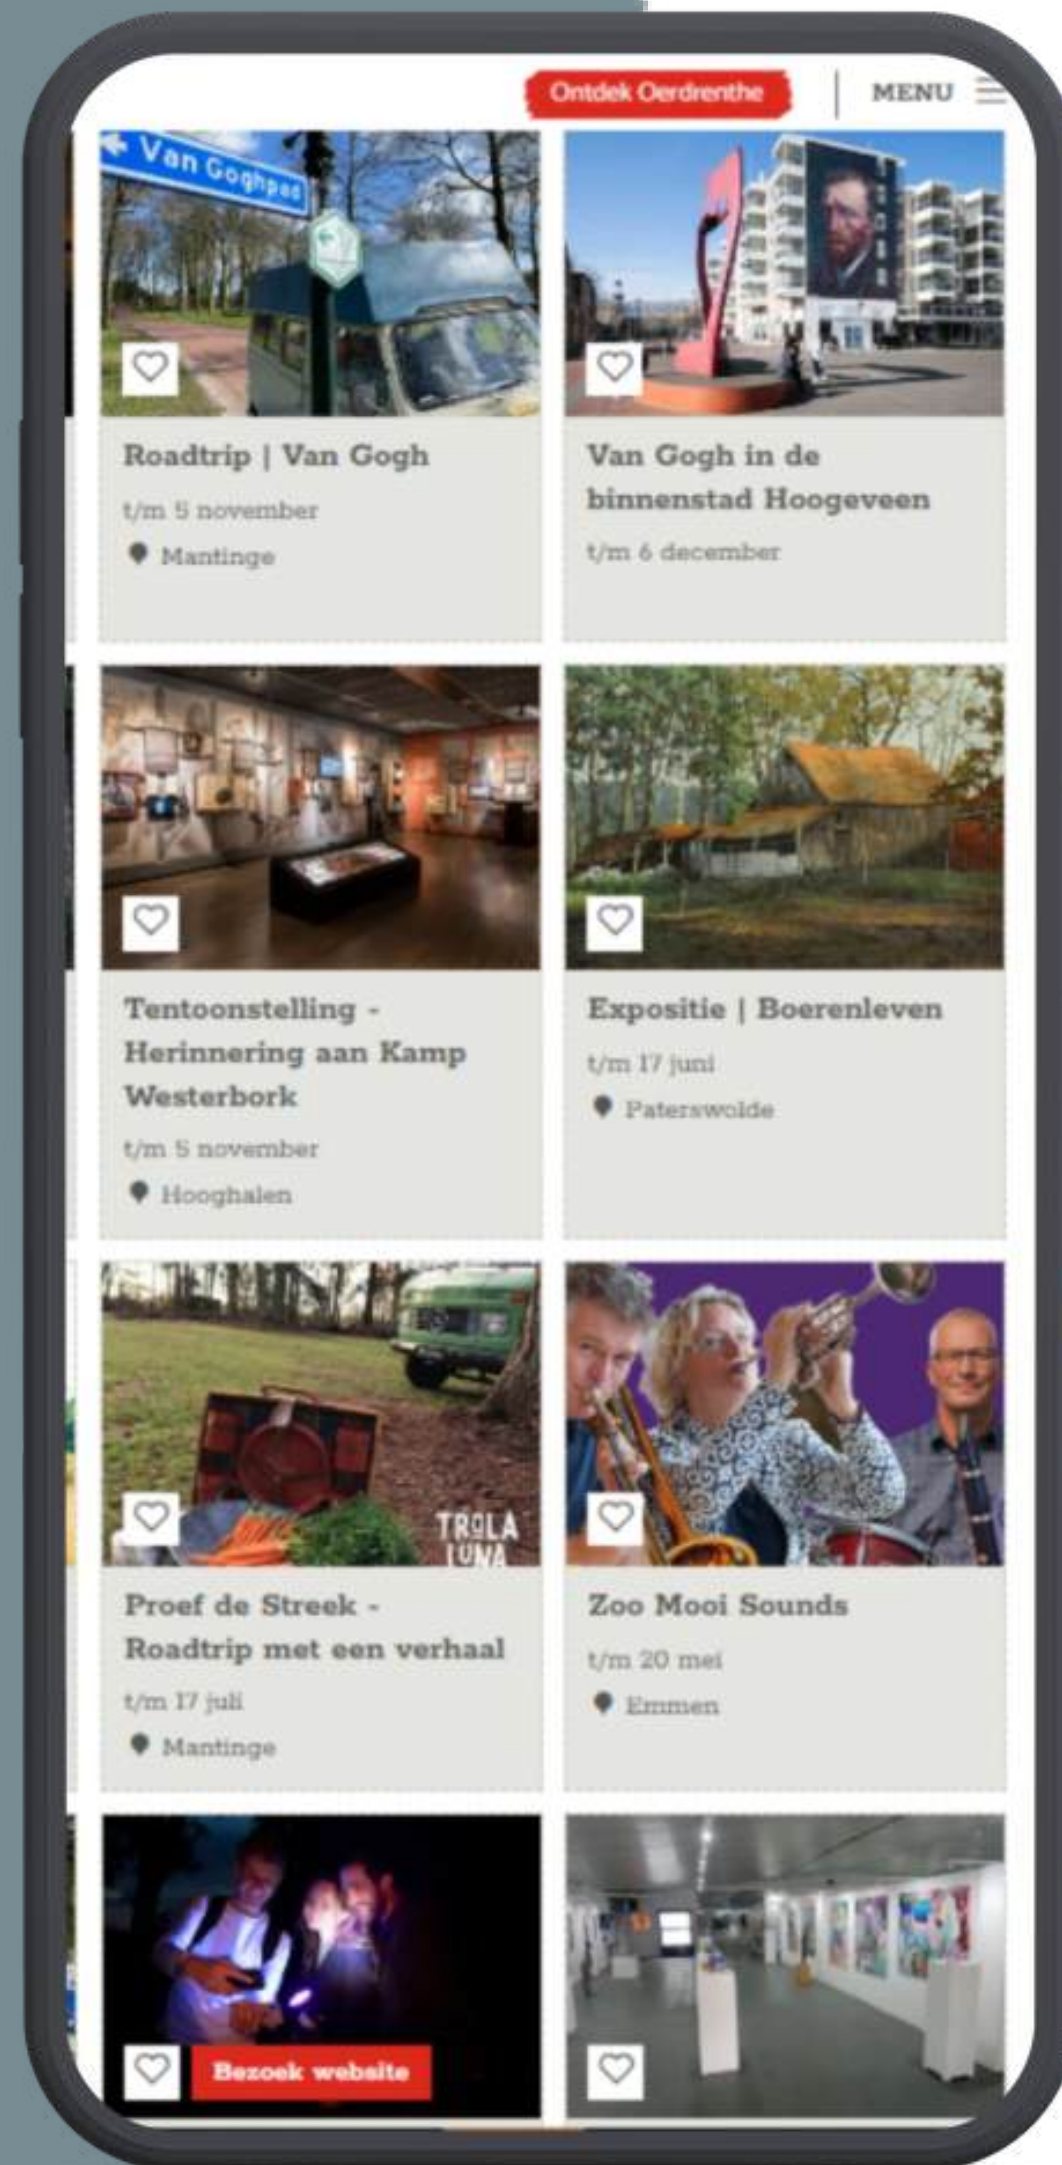 Ontdek Oerdrenthe
MENU
Van Goghpad
Roadtrip | Van Gogh
t/m 5 november
Mantinge
Van Gogh in de
binnenstad Hoogeveen
t/m 6 december
Tentoonstelling -
Herinnering aan Kamp
Westerbork
t/m 5 november
Hooghalen
Expositie | Boerenleven
t/m 17 juni
Paterswolde
TROLA
LUNA
Proef de Streek -
Roadtrip met een verhaal
t/m 17 juli
Mantinge
Zoo Mooi Sounds
t/m 20 mei
Emmen
Bezoek website